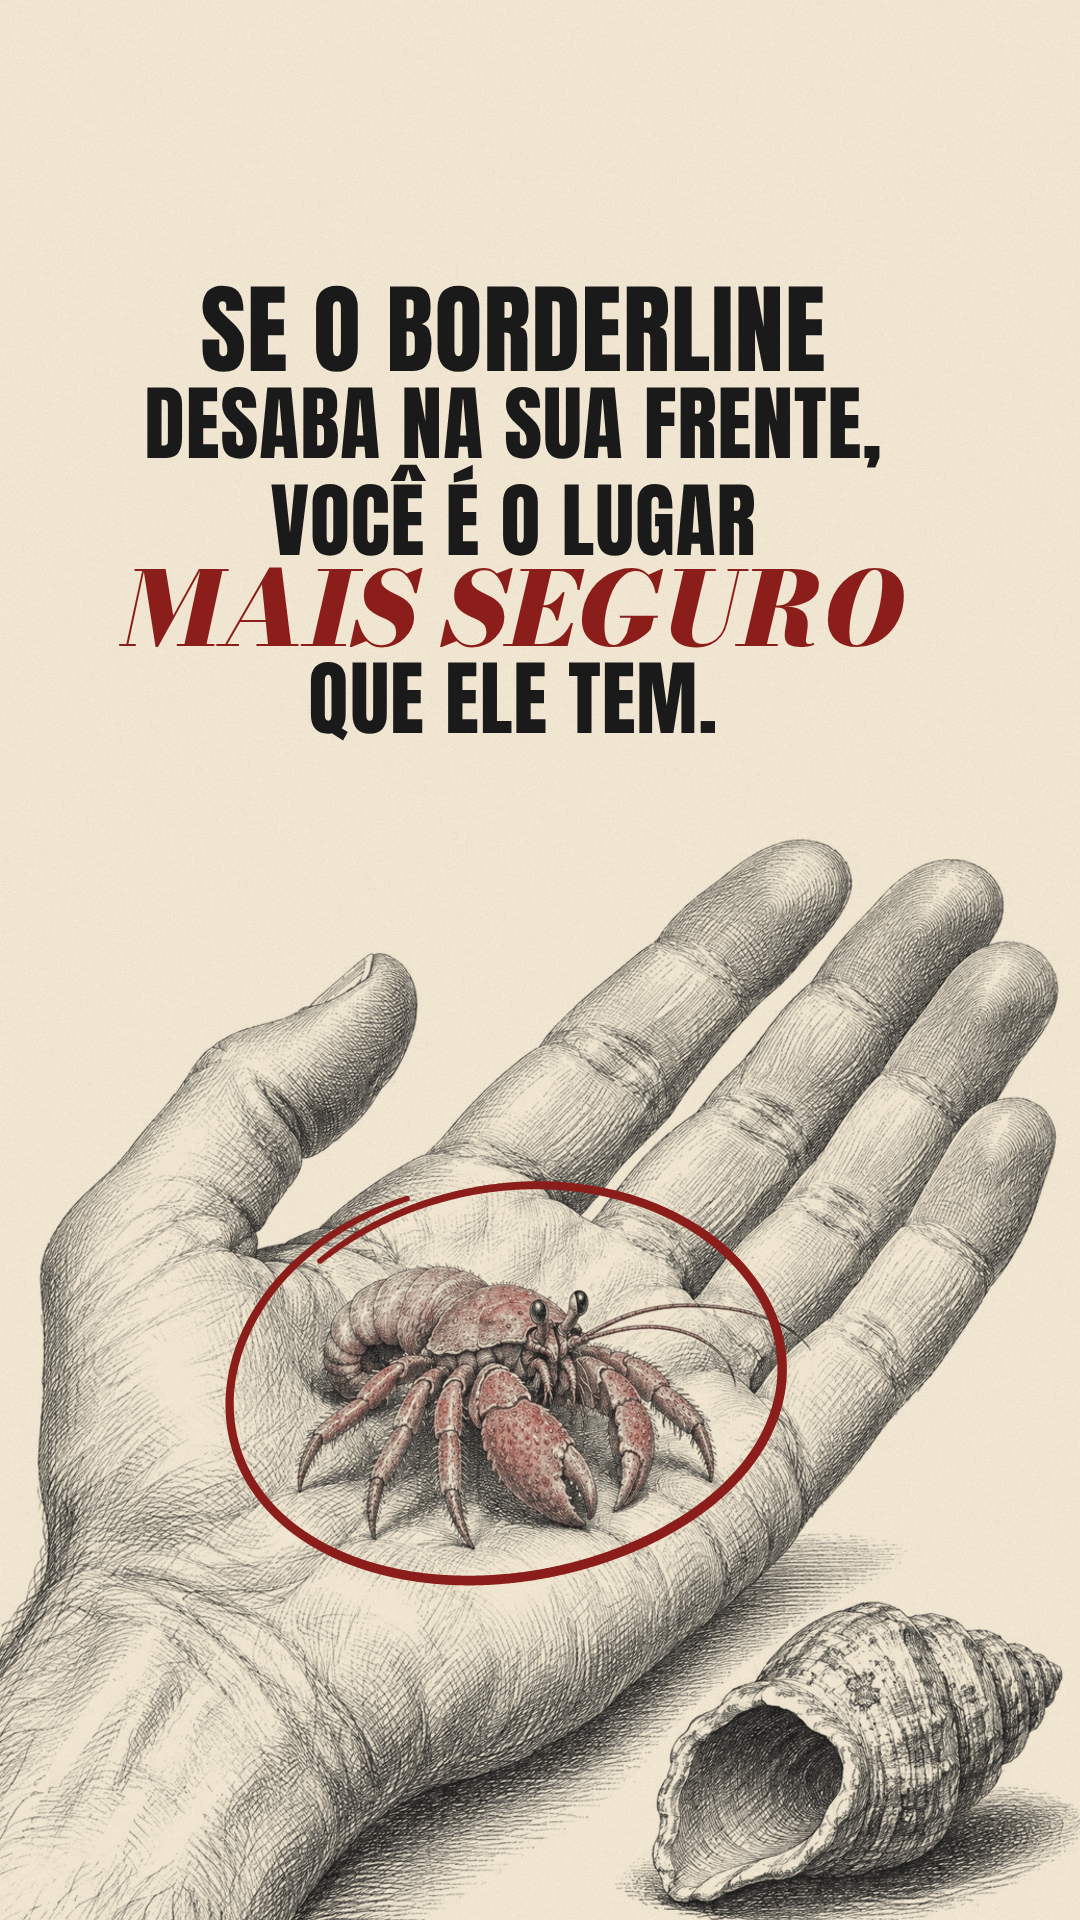 SE O BORDERLINE
DESABA NA SUA FRENTE,
VOCÊ É O LUGAR
MAIS SEGURO
QUE ELE TEM.